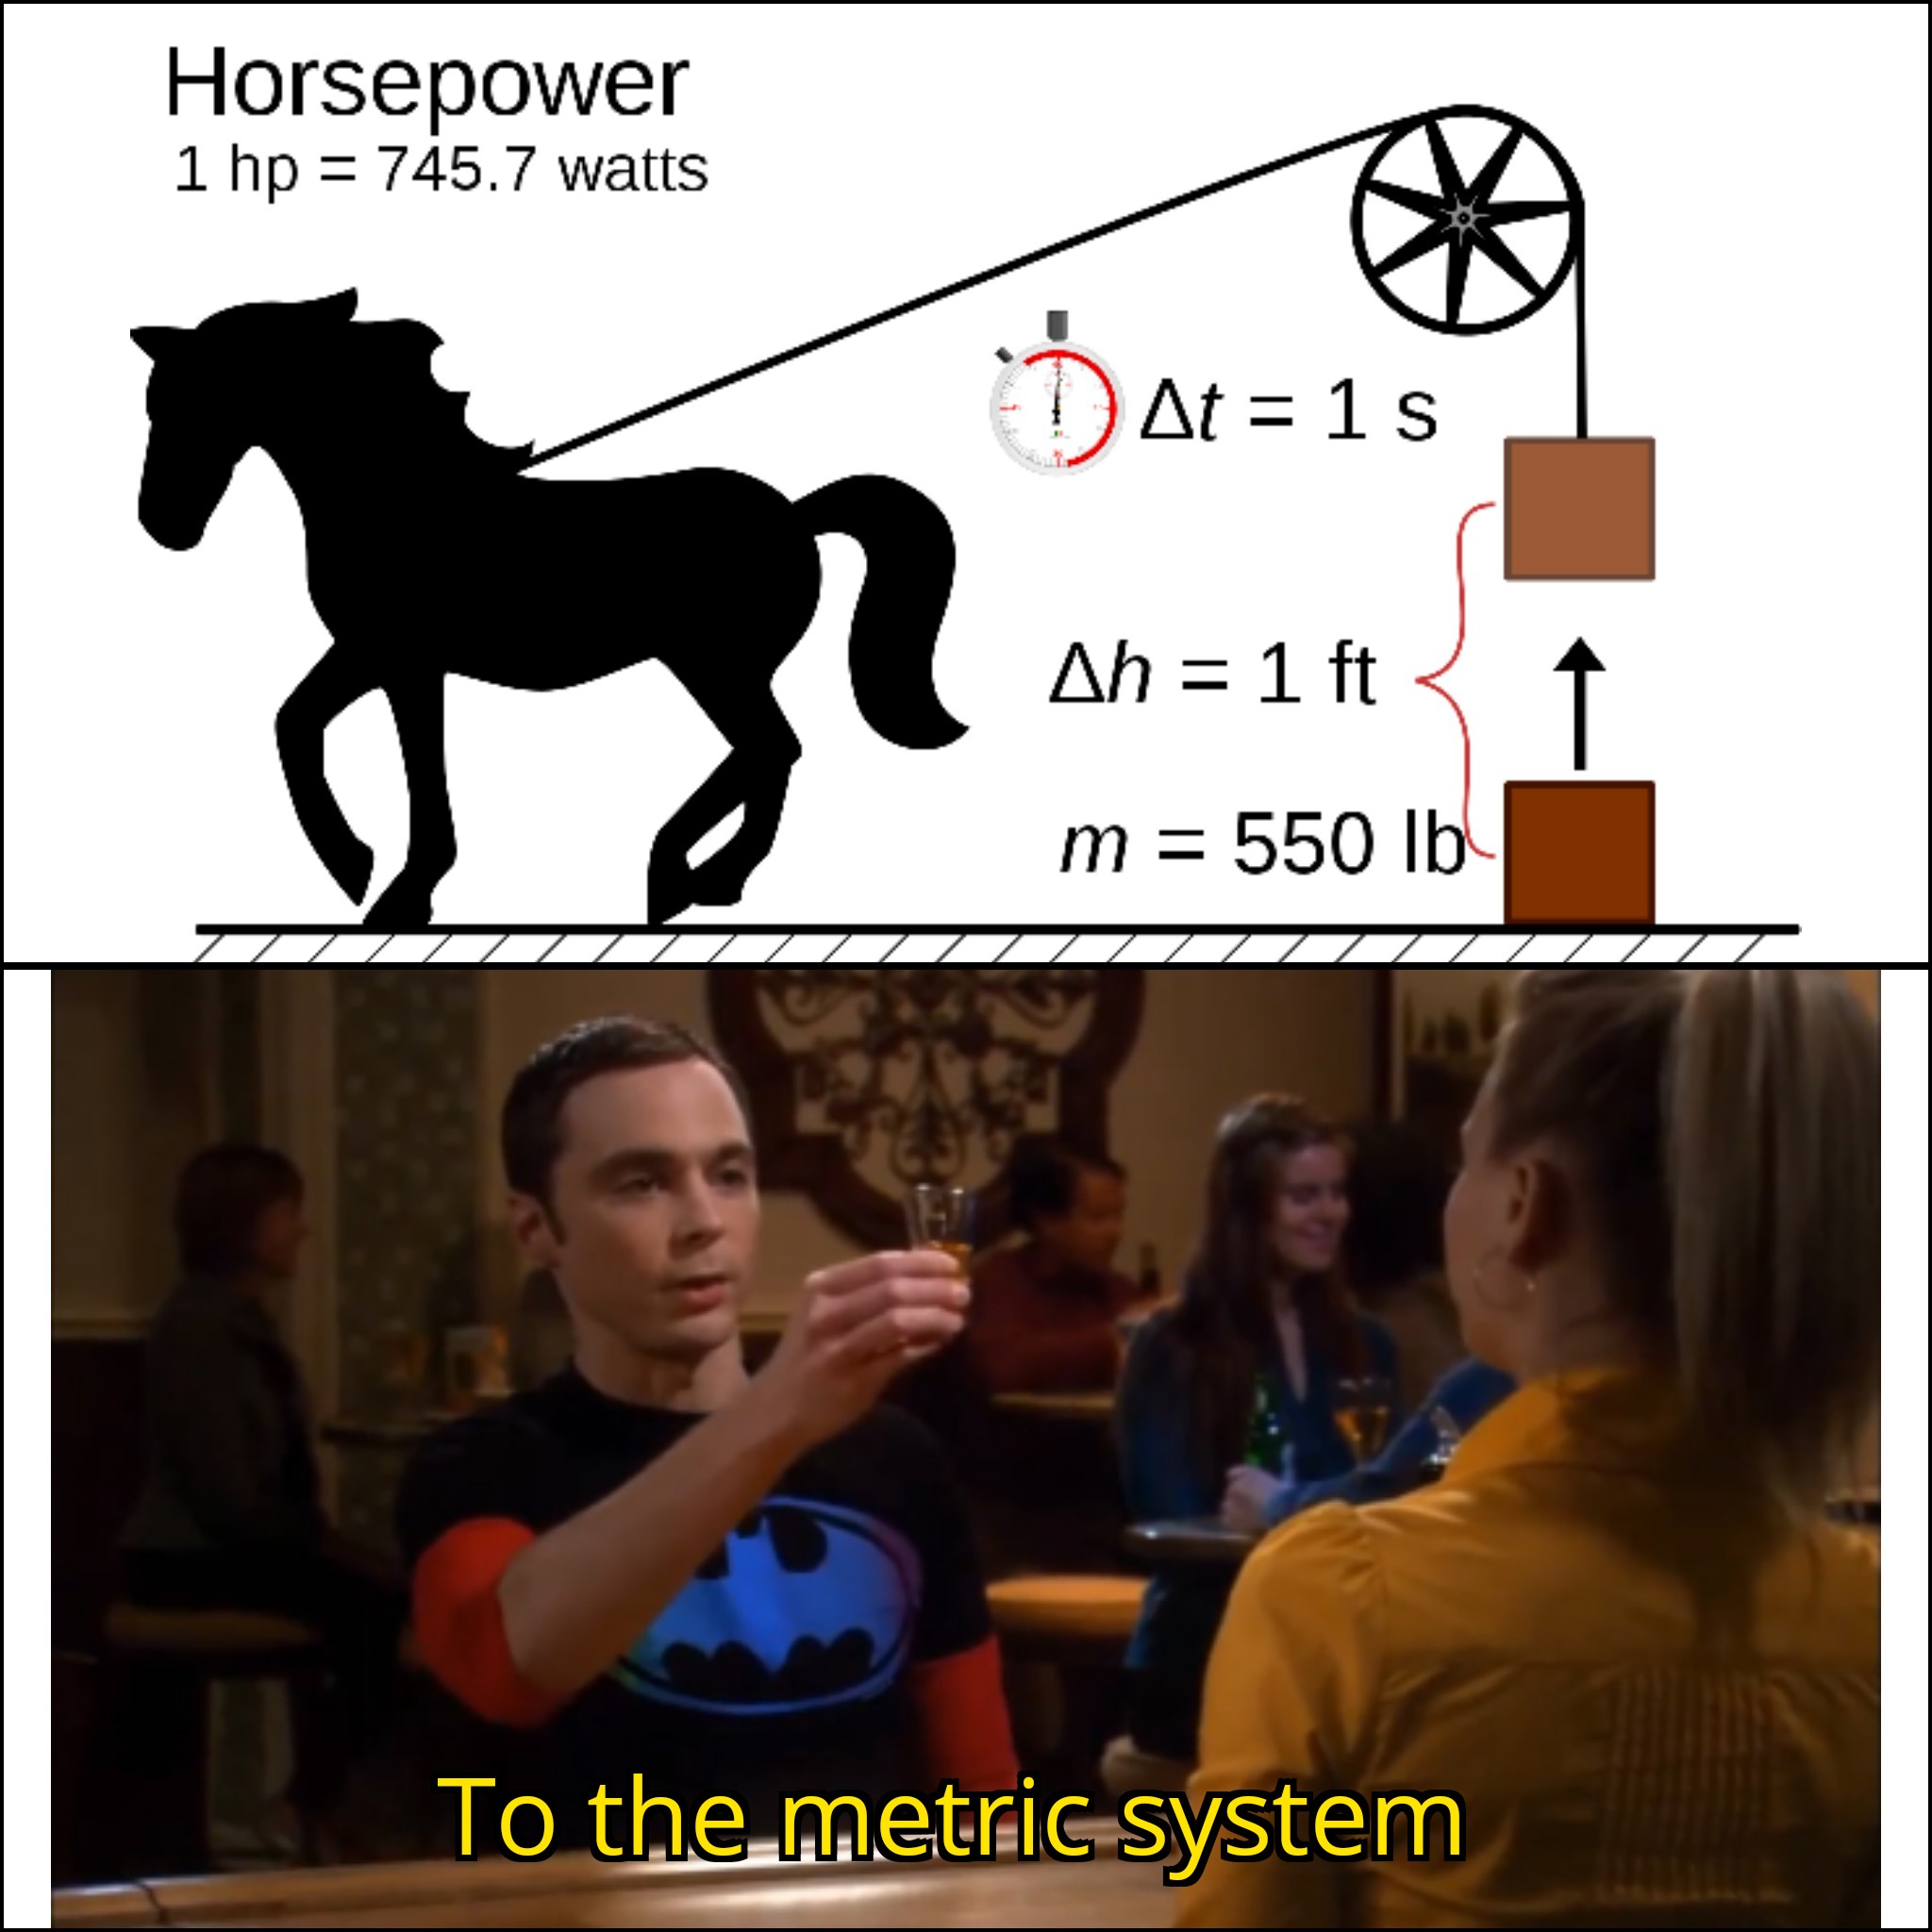 Horsepower
1 hp = 745.7 watts
Δt = 1 s
Δh = 1 ft
m = 550 lb
To the metric system